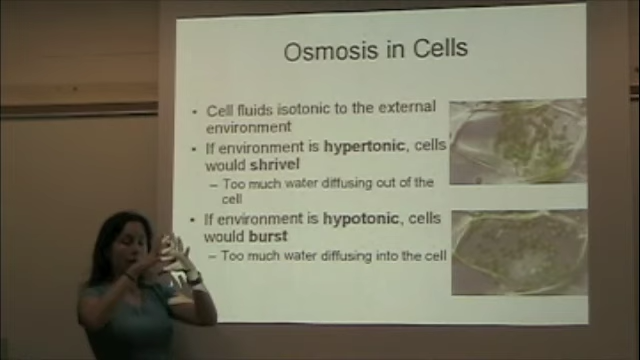 Osmosis in Cells
• Cell fluids isotonic to the external
environment
• If environment is hypertonic, cells
would shrivel
– Too much water diffusing out of the
cell
• If environment is hypotonic, cells
would burst
– Too much water diffusing into the cell